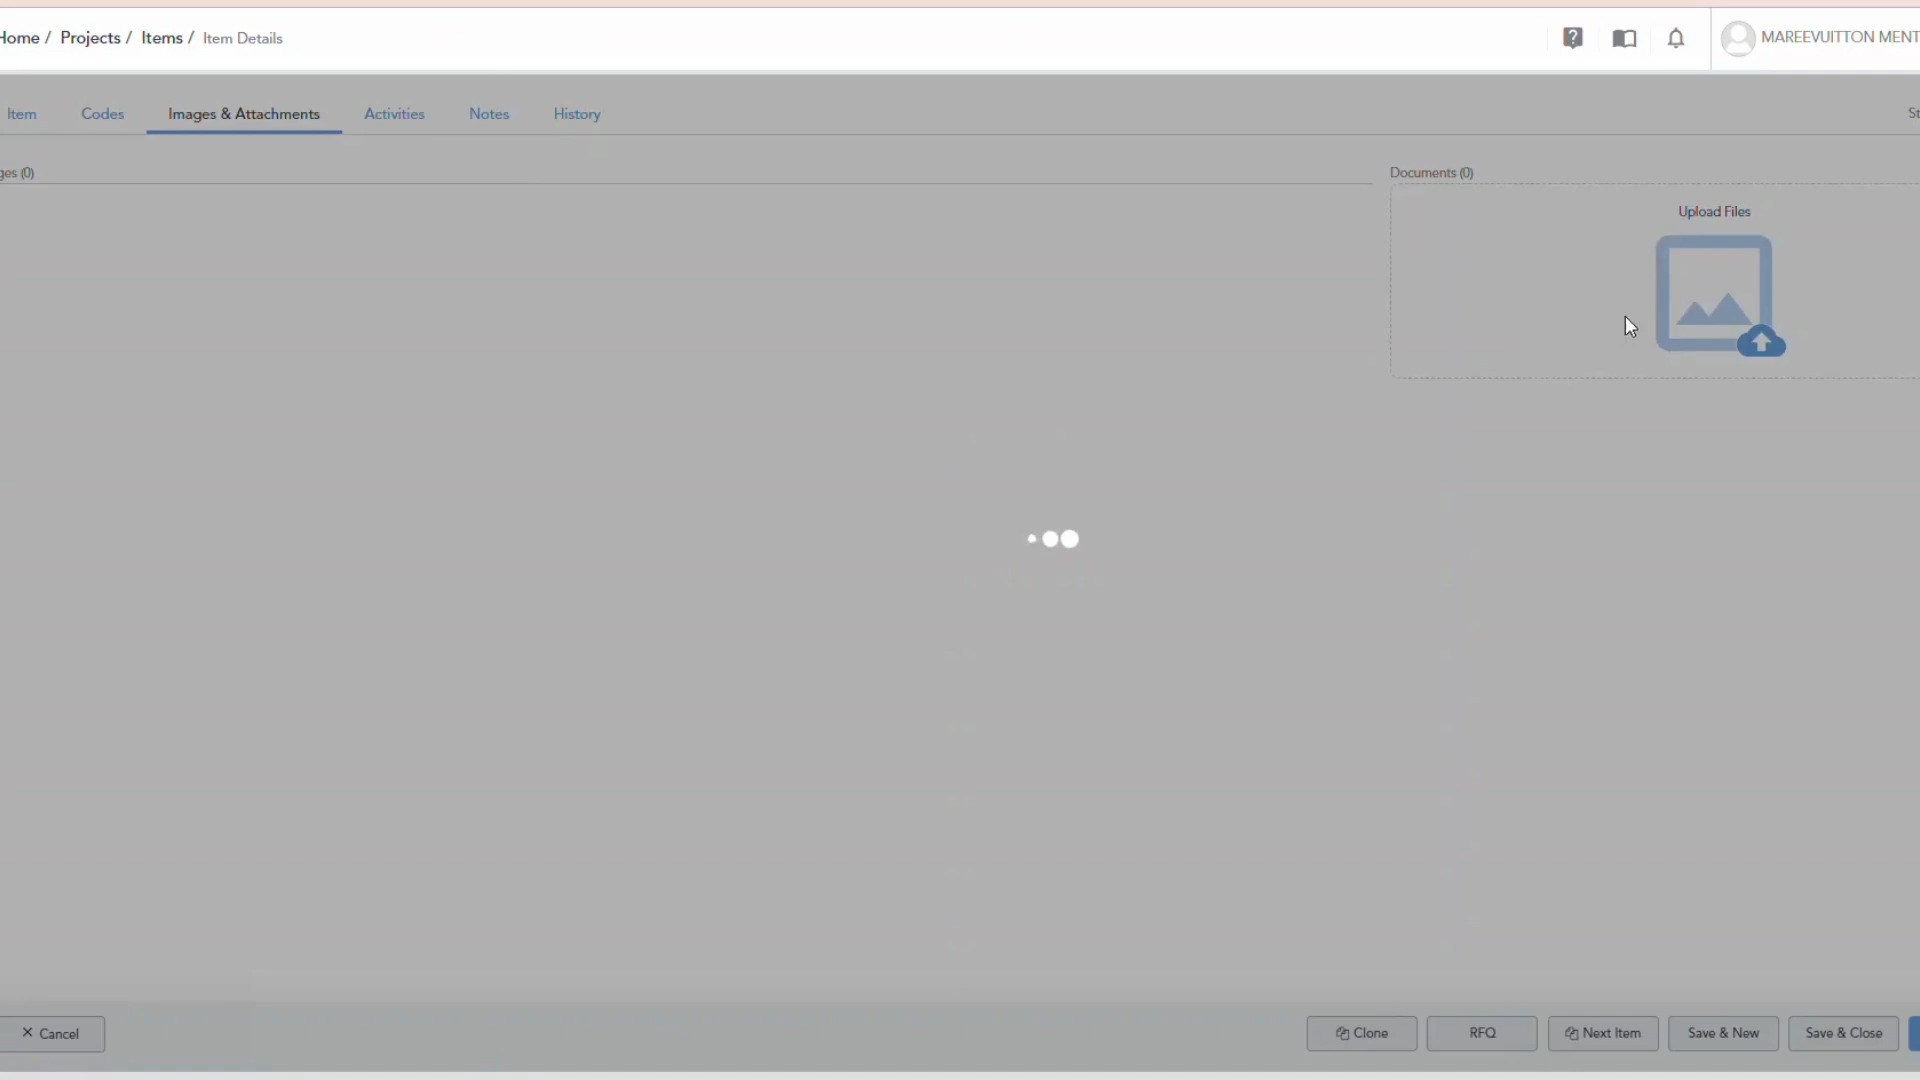 Home / Projects / Items / Item Details
MAREEVUITTON MENT
Item Codes Images & Attachments Activities Notes History
St
ges (0)
Documents (0)
Upload Files
× Cancel
Clone RFQ Next Item Save & New Save & Close